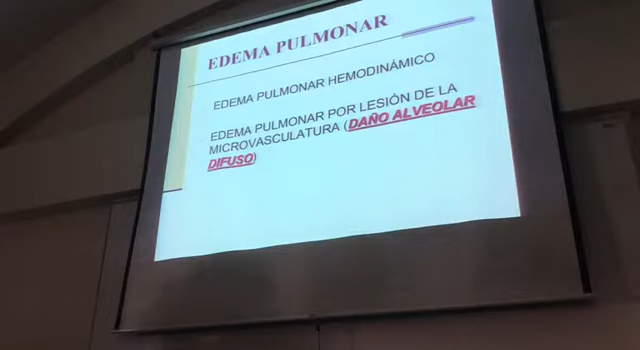 EDEMA PULMONAR
EDEMA PULMONAR HEMODINÁMICO
EDEMA PULMONAR POR LESIÓN DE LA
MICROVASCULATURA (DAÑO ALVEOLAR
DIFUSO)